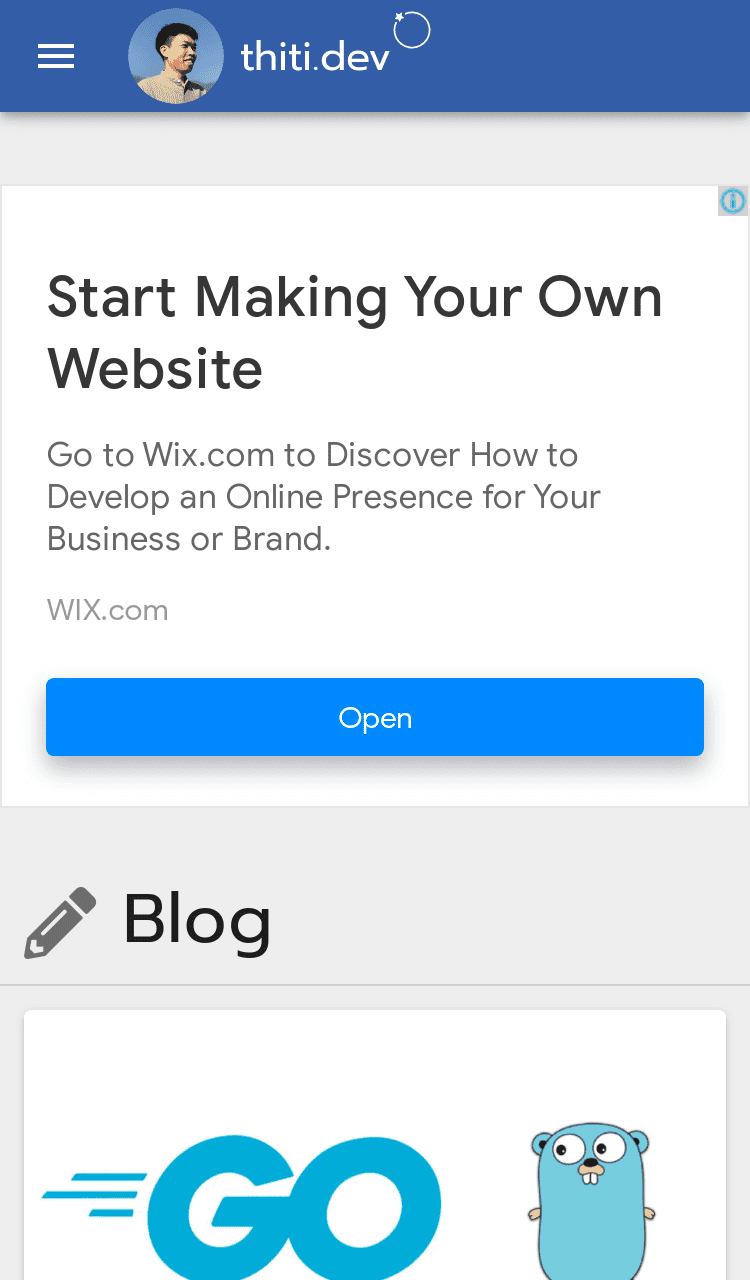 thiti.dev
Start Making Your Own
Website
Go to Wix.com to Discover How to
Develop an Online Presence for Your
Business or Brand.
WIX.com
Open
Blog
GO